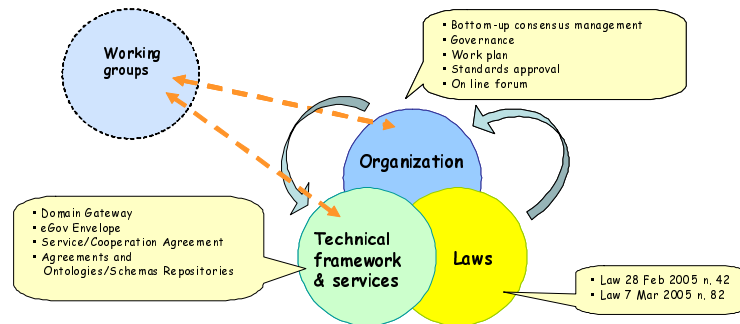 Working
groups
▪ Bottom-up consensus management
▪ Governance
▪ Work plan
▪ Standards approval
▪ On line forum
Organization
▪ Domain Gateway
▪ eGov Envelope
▪ Service/Cooperation Agreement
▪ Agreements and
Ontologies/Schemas Repositories
Technical
framework
& services
Laws
▪ Law 28 Feb 2005 n. 42
▪ Law 7 Mar 2005 n. 82